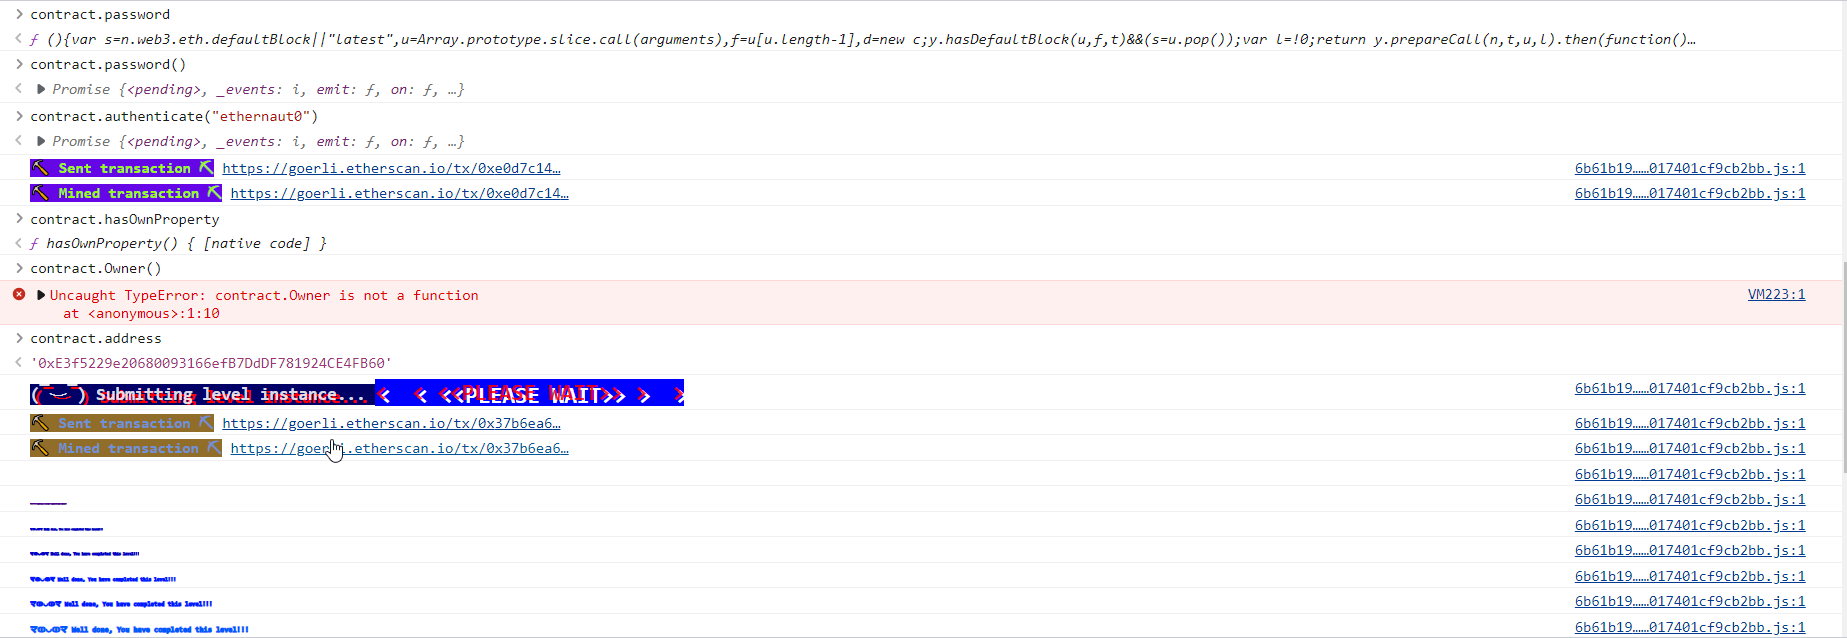 contract.password
ƒ (){var s=n.web3.eth.defaultBlock||"latest",u=Array.prototype.slice.call(arguments),f=u[u.length-1],d=new c;y.hasDefaultBlock(u,f,t)&&(s=u.pop());var l=!0;return y.prepareCall(n,t,u,l).then(function()…
contract.password()
Promise {<pending>, _events: i, emit: ƒ, on: ƒ, …}
contract.authenticate("ethernaut0")
Promise {<pending>, _events: i, emit: ƒ, on: ƒ, …}
Sent transaction https://goerli.etherscan.io/tx/0xe0d7c14… 6b61b19……017401cf9cb2bb.js:1
Mined transaction https://goerli.etherscan.io/tx/0xe0d7c14… 6b61b19……017401cf9cb2bb.js:1
contract.hasOwnProperty
ƒ hasOwnProperty() { [native code] }
contract.Owner()
Uncaught TypeError: contract.Owner is not a function VM223:1
at <anonymous>:1:10
contract.address
'0xE3f5229e20680093166efB7DdDF781924CE4FB60'
Submitting level instance... < < <<PLEASE WAIT>> > > 6b61b19……017401cf9cb2bb.js:1
Sent transaction https://goerli.etherscan.io/tx/0x37b6ea6… 6b61b19……017401cf9cb2bb.js:1
Mined transaction https://goerli.etherscan.io/tx/0x37b6ea6… 6b61b19……017401cf9cb2bb.js:1
6b61b19……017401cf9cb2bb.js:1
6b61b19……017401cf9cb2bb.js:1
6b61b19……017401cf9cb2bb.js:1
Well done, You have completed this level!!! 6b61b19……017401cf9cb2bb.js:1
Well done, You have completed this level!!! 6b61b19……017401cf9cb2bb.js:1
Well done, You have completed this level!!! 6b61b19……017401cf9cb2bb.js:1
Well done, You have completed this level!!! 6b61b19……017401cf9cb2bb.js:1